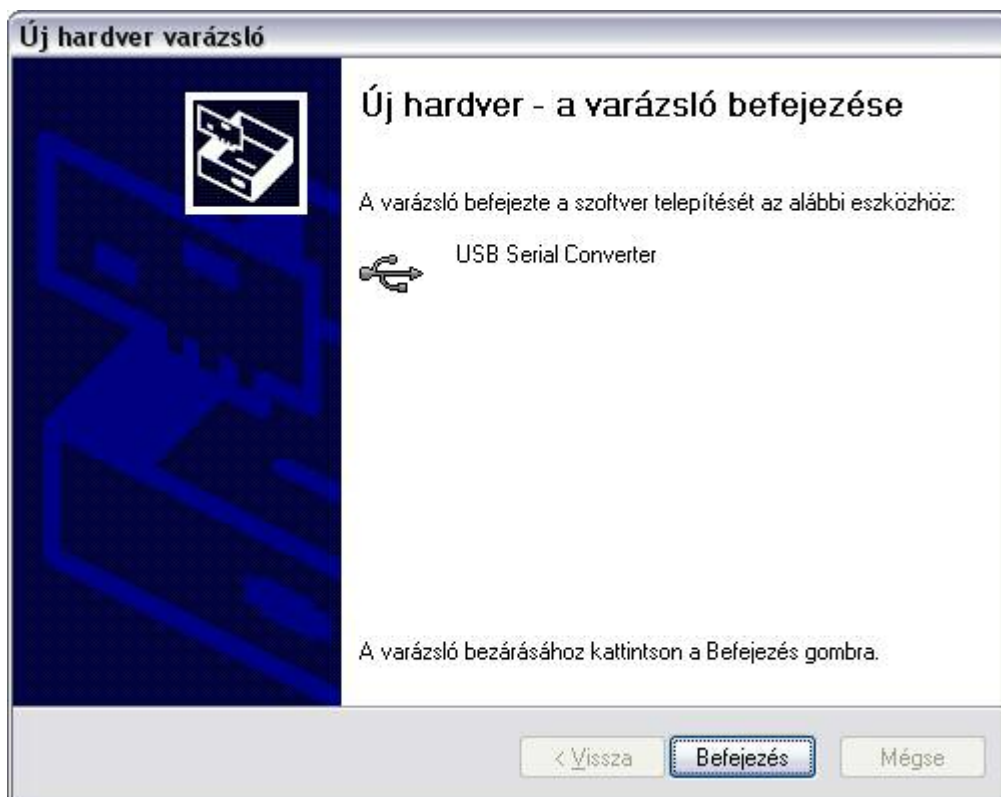 Új hardver varázsló
Új hardver - a varázsló befejezése
A varázsló befejezte a szoftver telepítését az alábbi eszközhöz:
USB Serial Converter
A varázsló bezárásához kattintson a Befejezés gombra.
< Vissza Befejezés Mégse